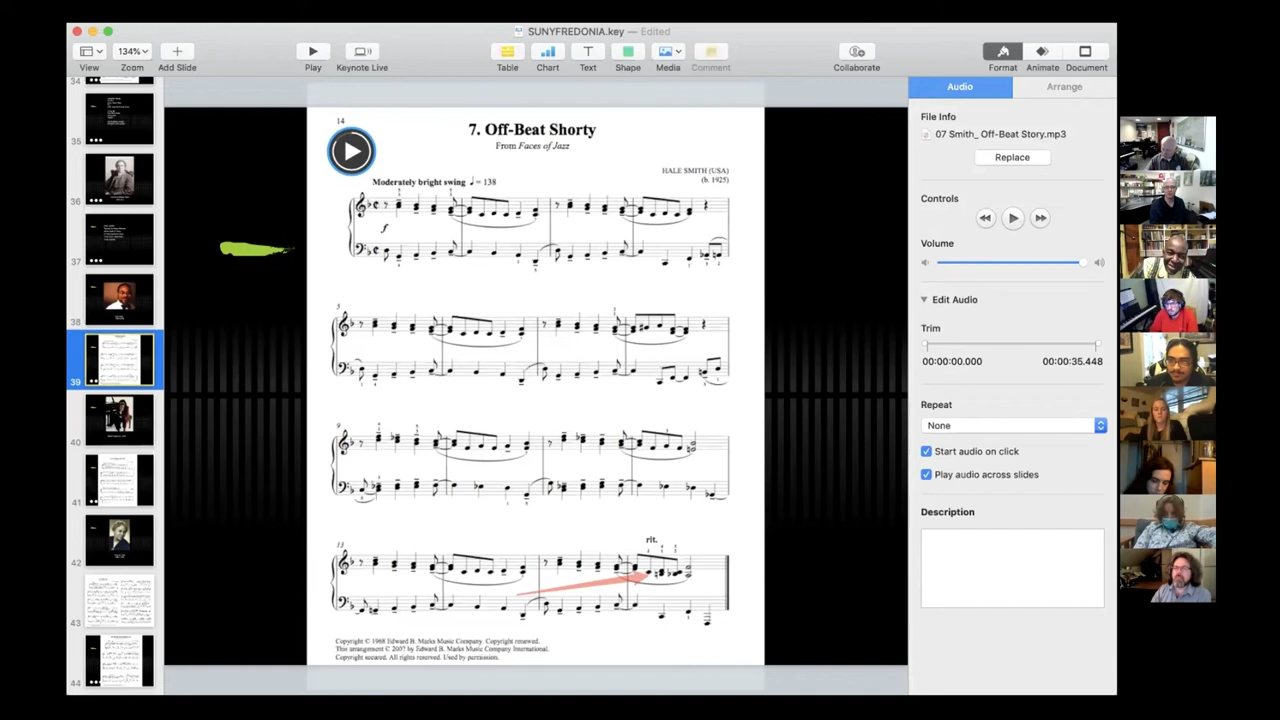 SUNYFREDONIA.key — Edited
134%
View Zoom Add Slide Play Keynote Live Table Chart Text Shape Media Comment Collaborate Format Animate Document
34
35
36
37
38
39
40
41
42
43
44
14
7. Off-Beat Shorty
From Faces of Jazz
HALE SMITH (USA)
(b. 1925)
Moderately bright swing ♩ = 138
f
5
9
13
rit.
Copyright © 1968 Edward B. Marks Music Company. Copyright renewed.
This arrangement © 2007 by Edward B. Marks Music Company International.
Copyright secured. All rights reserved. Used by permission.
Audio Arrange
File Info
07 Smith_ Off-Beat Story.mp3
Replace
Controls
Volume
Edit Audio
Trim
00:00:00.000 00:00:35.448
Repeat
None
Start audio on click
Play audio across slides
Description